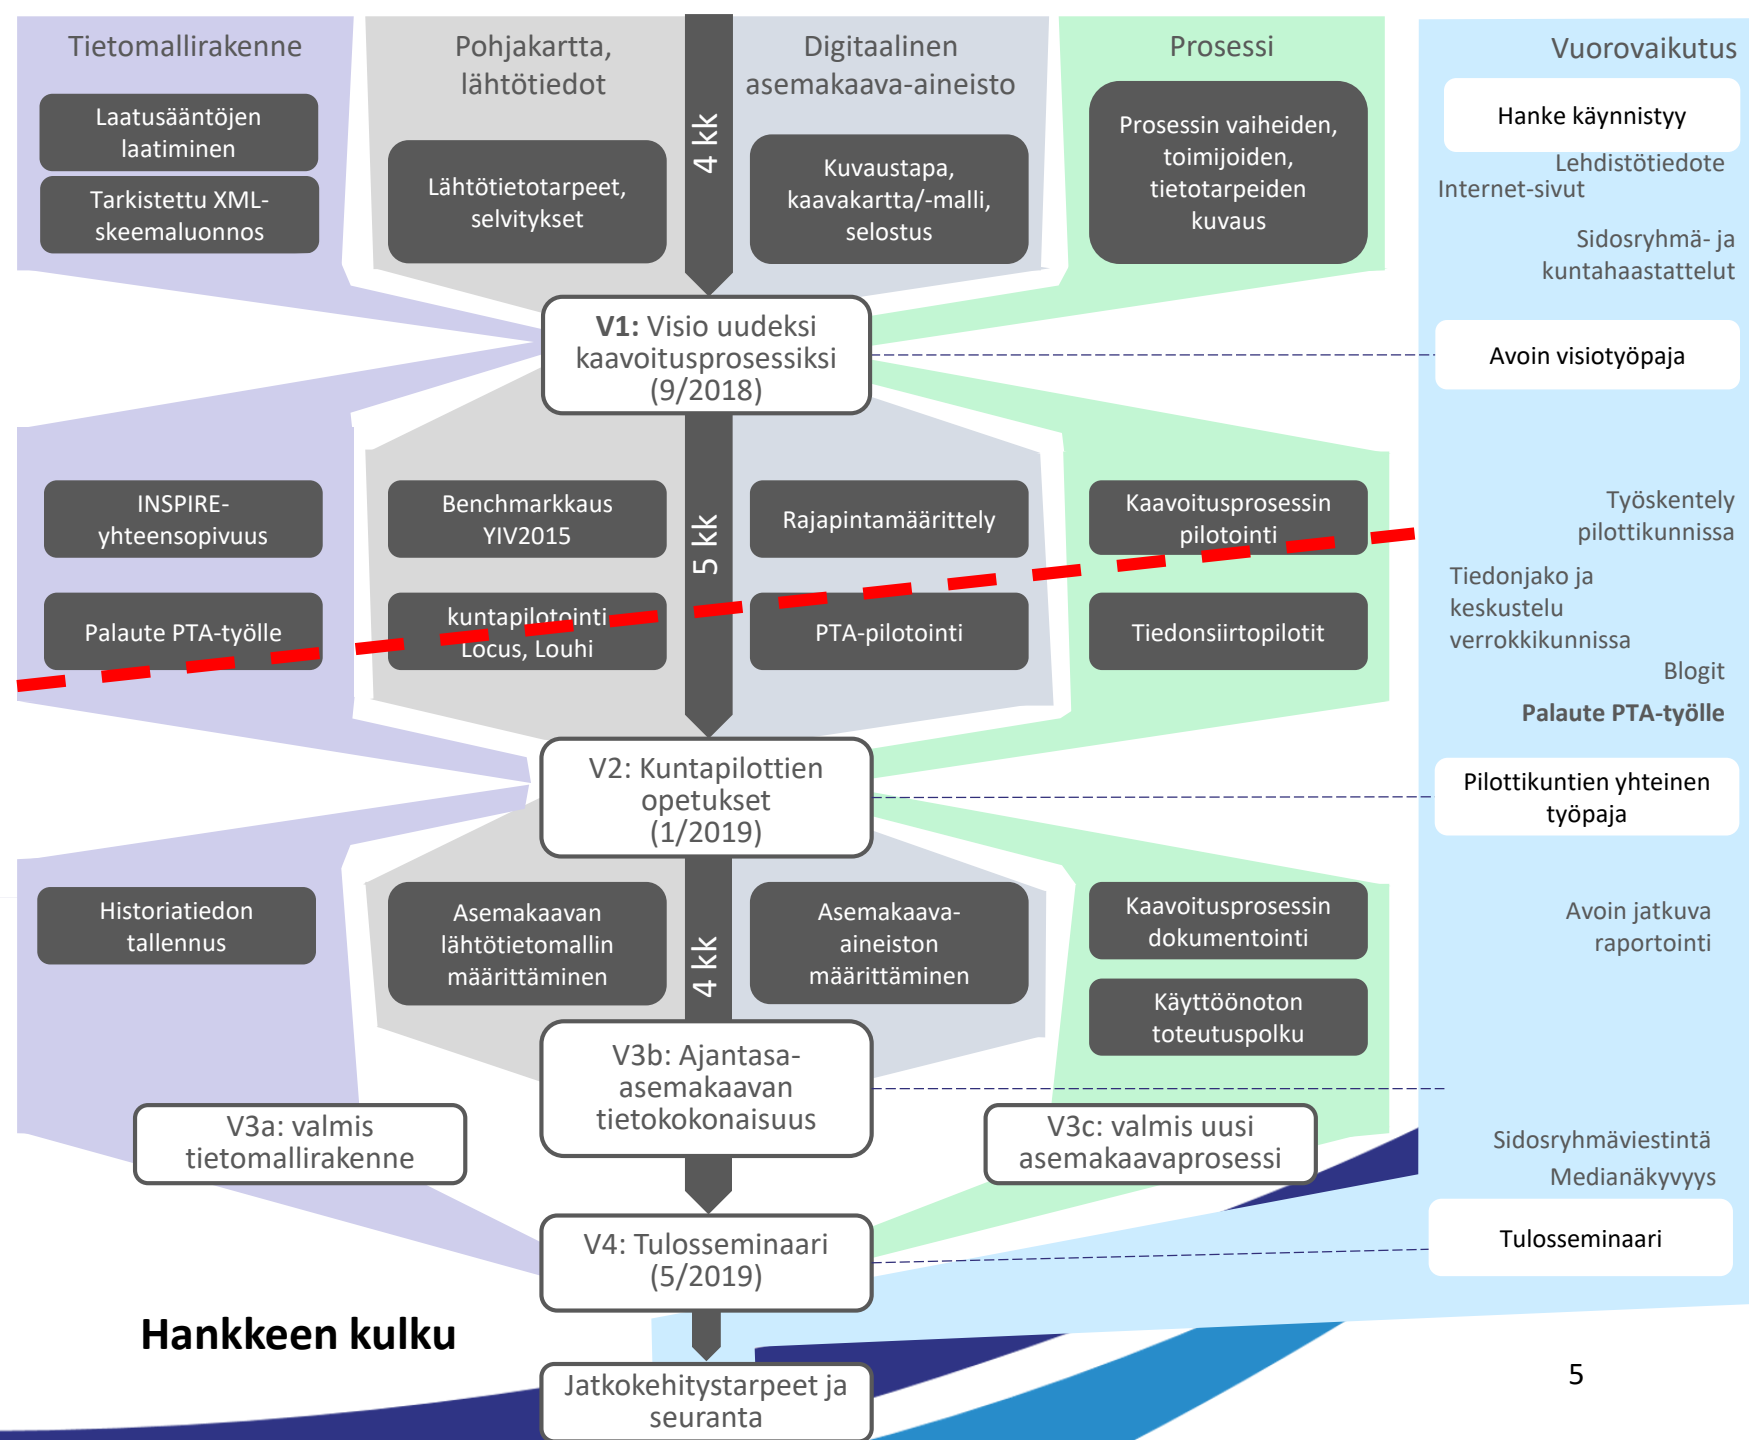 Tietomallirakenne
Laatusääntöjen
laatiminen
Tarkistettu XML-
skeemaluonnos
Pohjakartta,
lähtötiedot
Lähtötietotarpeet,
selvitykset
4 kk
Digitaalinen
asemakaava-aineisto
Kuvaustapa,
kaavakartta/-malli,
selostus
Prosessi
Prosessin vaiheiden,
toimijoiden,
tietotarpeiden
kuvaus
Vuorovaikutus
Hanke käynnistyy
Lehdistötiedote
Internet-sivut
Sidosryhmä- ja
kuntahaastattelut
V1: Visio uudeksi
kaavoitusprosessiksi
(9/2018)
Avoin visiotyöpaja
INSPIRE-
yhteensopivuus
Palaute PTA-työlle
Benchmarkkaus
YIV2015
kuntapilotointi
Locus, Louhi
5 kk
Rajapintamäärittely
PTA-pilotointi
Kaavoitusprosessin
pilotointi
Tiedonsiirtopilotit
Työskentely
pilottikunnissa
Tiedonjako ja
keskustelu
verrokkikunnissa
Blogit
Palaute PTA-työlle
V2: Kuntapilottien
opetukset
(1/2019)
Pilottikuntien yhteinen
työpaja
Historiatiedon
tallennus
Asemakaavan
lähtötietomallin
määrittäminen
4 kk
Asemakaava-
aineiston
määrittäminen
Kaavoitusprosessin
dokumentointi
Käyttöönoton
toteutuspolku
Avoin jatkuva
raportointi
V3b: Ajantasa-
asemakaavan
tietokokonaisuus
V3a: valmis
tietomallirakenne
V3c: valmis uusi
asemakaavaprosessi
Sidosryhmäviestintä
Medianäkyvyys
V4: Tulosseminaari
(5/2019)
Tulosseminaari
Hankkeen kulku
Jatkokehitystarpeet ja
seuranta
5